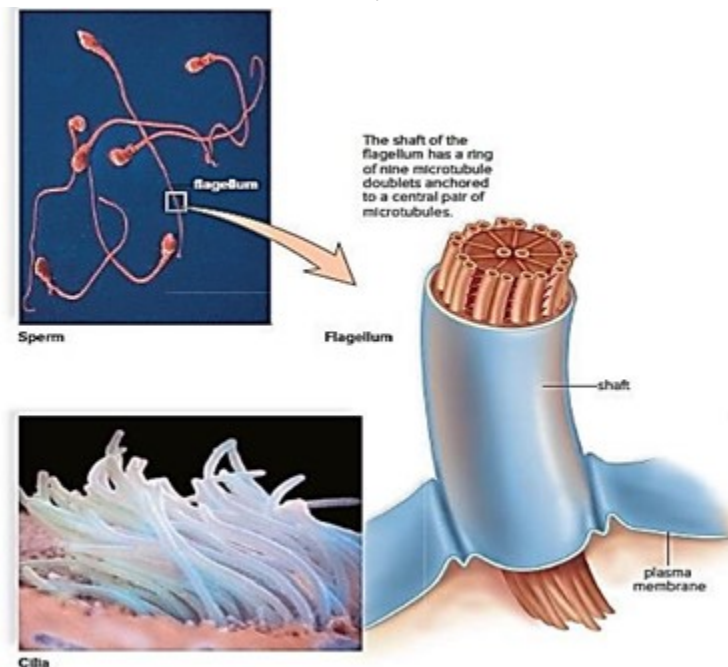 flagellum
The shaft of the
flagellum has a ring
of nine microtubule
doublets anchored
to a central pair of
microtubules.
Sperm
Flagellum
shaft
plasma
membrane
Cilia